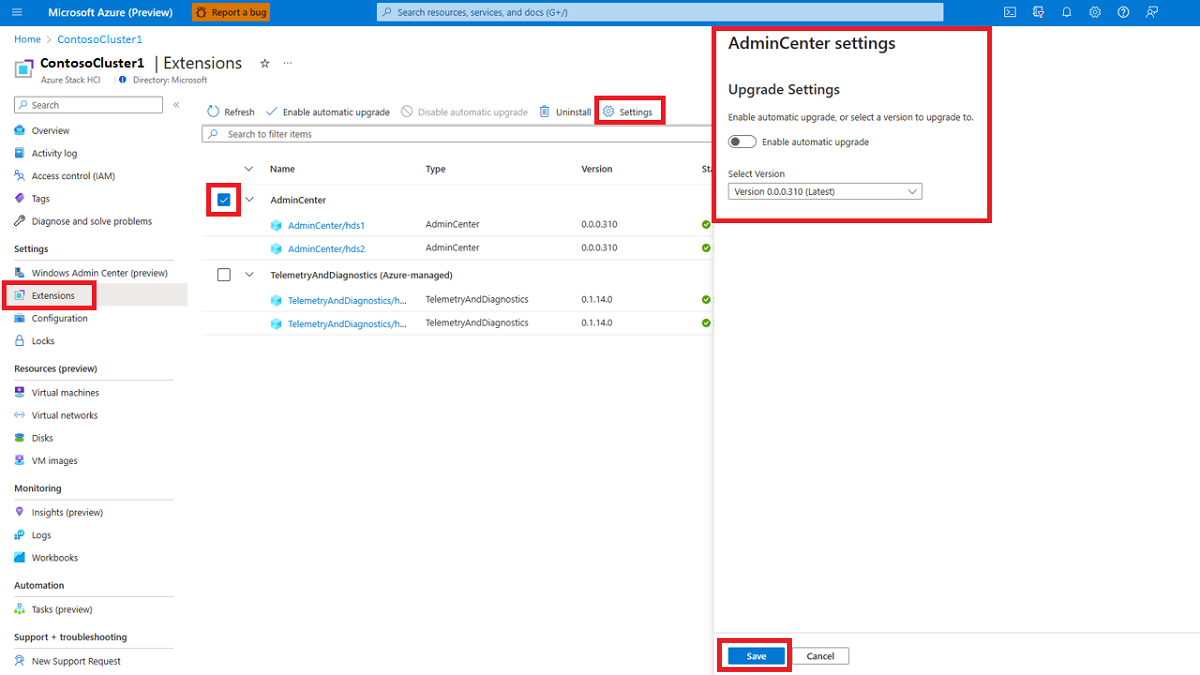 Microsoft Azure (Preview)
Report a bug
Search resources, services, and docs (G+/)
Home > ContosoCluster1
ContosoCluster1 | Extensions
Azure Stack HCI
Directory: Microsoft
Search
Overview
Activity log
Access control (IAM)
Tags
Diagnose and solve problems
Settings
Windows Admin Center (preview)
Extensions
Configuration
Locks
Resources (preview)
Virtual machines
Virtual networks
Disks
VM images
Monitoring
Insights (preview)
Logs
Workbooks
Automation
Tasks (preview)
Support + troubleshooting
New Support Request
Refresh Enable automatic upgrade Disable automatic upgrade Uninstall Settings
Search to filter items
Name Type Version Sta
AdminCenter
AdminCenter/hds1 AdminCenter 0.0.0.310
AdminCenter/hds2 AdminCenter 0.0.0.310
TelemetryAndDiagnostics (Azure-managed)
TelemetryAndDiagnostics/h... TelemetryAndDiagnostics 0.1.14.0
TelemetryAndDiagnostics/h... TelemetryAndDiagnostics 0.1.14.0
AdminCenter settings
Upgrade Settings
Enable automatic upgrade, or select a version to upgrade to.
Enable automatic upgrade
Select Version
Version 0.0.0.310 (Latest)
Save Cancel